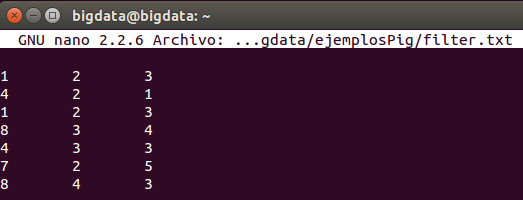 bigdata@bigdata: ~
GNU nano 2.2.6 Archivo: ...gdata/ejemplosPig/filter.txt
1 2 3
4 2 1
1 2 3
8 3 4
4 3 3
7 2 5
8 4 3